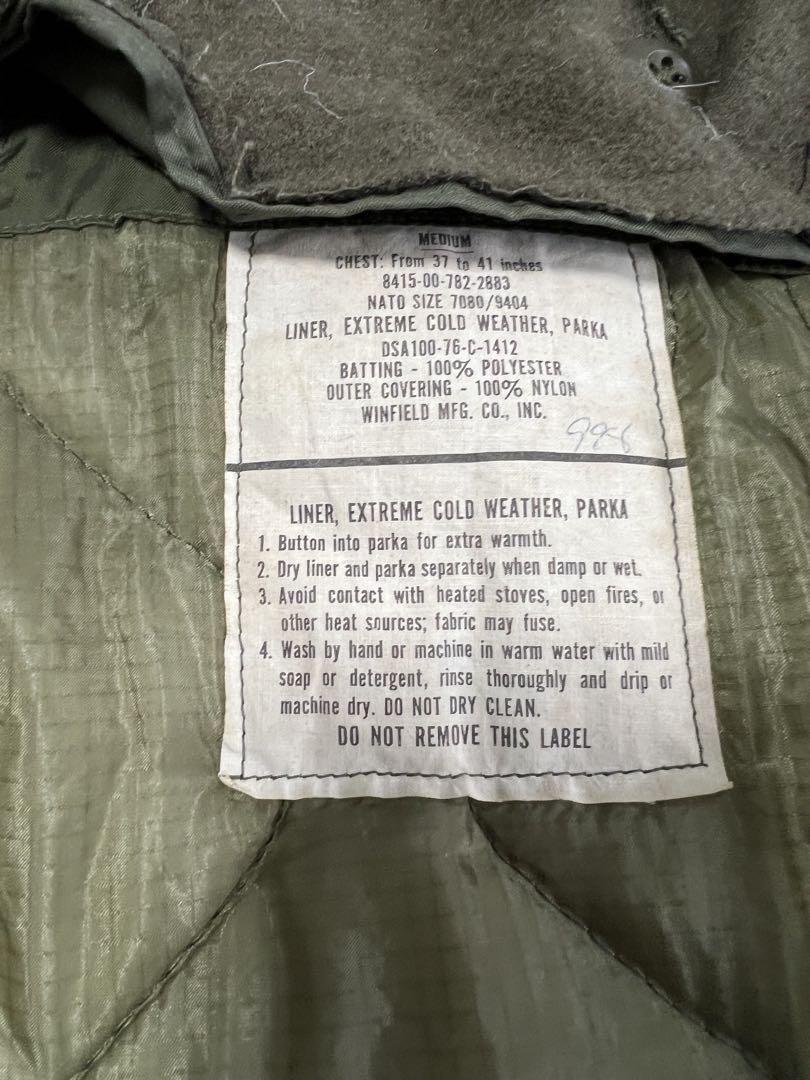 MEDIUM
CHEST: From 37 to 41 inches
8415-00-782-2883
NATO SIZE 7080/9404
LINER, EXTREME COLD WEATHER, PARKA
DSA100-76-C-1412
BATTING - 100% POLYESTER
OUTER COVERING - 100% NYLON
WINFIELD MFG. CO., INC.
LINER, EXTREME COLD WEATHER, PARKA
1. Button into parka for extra warmth.
2. Dry liner and parka separately when damp or wet.
3. Avoid contact with heated stoves, open fires, or
other heat sources; fabric may fuse.
4. Wash by hand or machine in warm water with mild
soap or detergent, rinse thoroughly and drip or
machine dry. DO NOT DRY CLEAN.
DO NOT REMOVE THIS LABEL